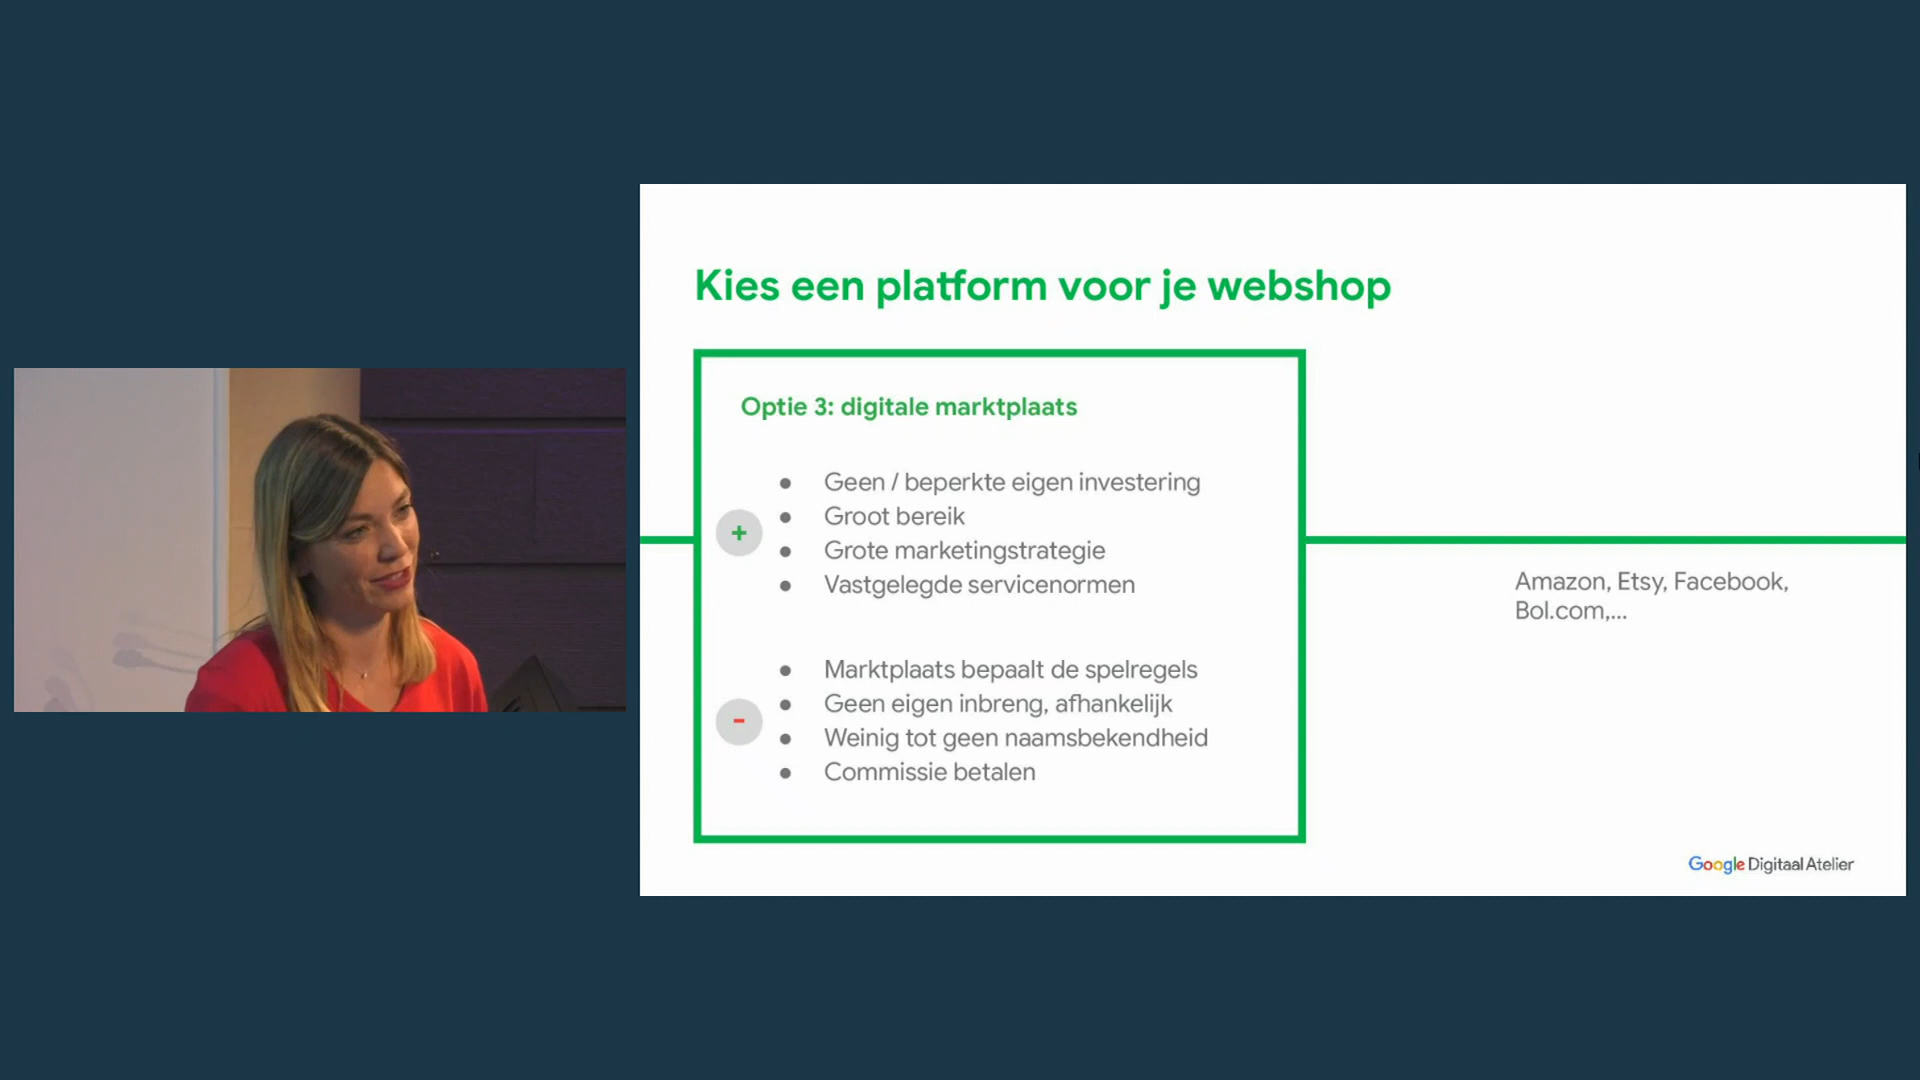 Kies een platform voor je webshop
Optie 3: digitale marktplaats
+
● Geen / beperkte eigen investering
● Groot bereik
● Grote marketingstrategie
● Vastgelegde servicenormen
-
● Marktplaats bepaalt de spelregels
● Geen eigen inbreng, afhankelijk
● Weinig tot geen naamsbekendheid
● Commissie betalen
Amazon, Etsy, Facebook,
Bol.com,...
Google Digitaal Atelier